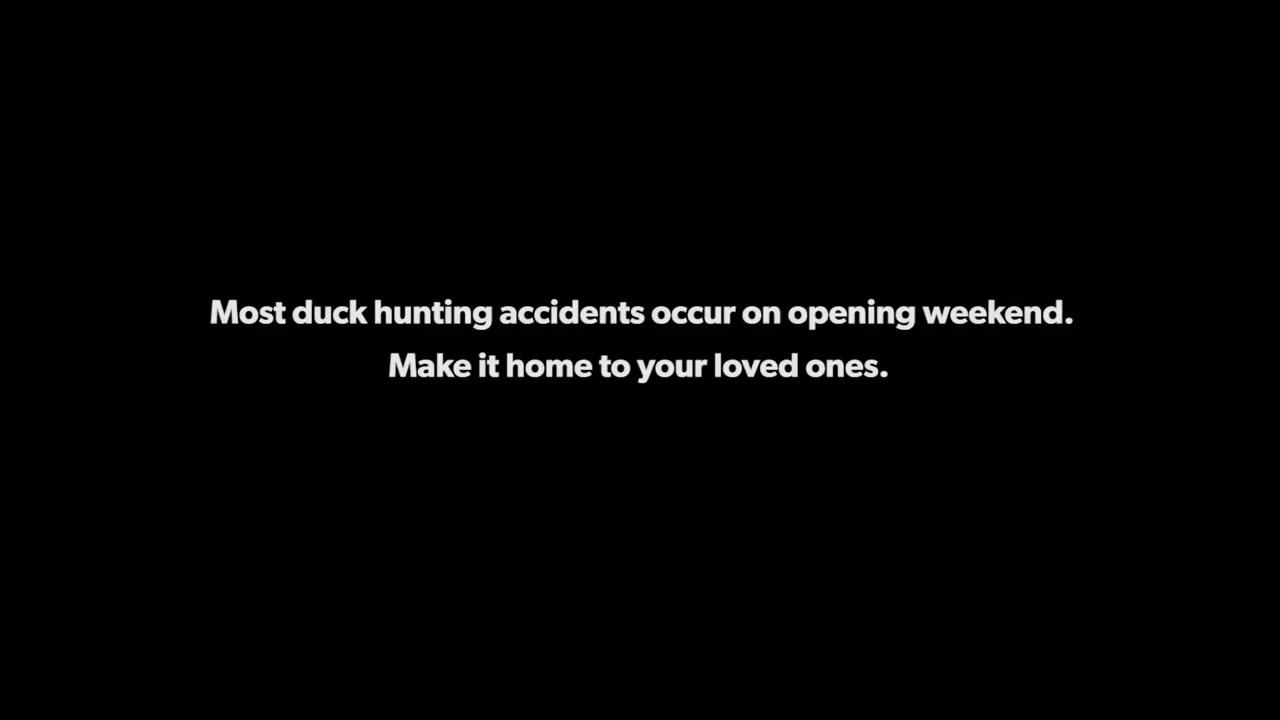 Most duck hunting accidents occur on opening weekend.
Make it home to your loved ones.